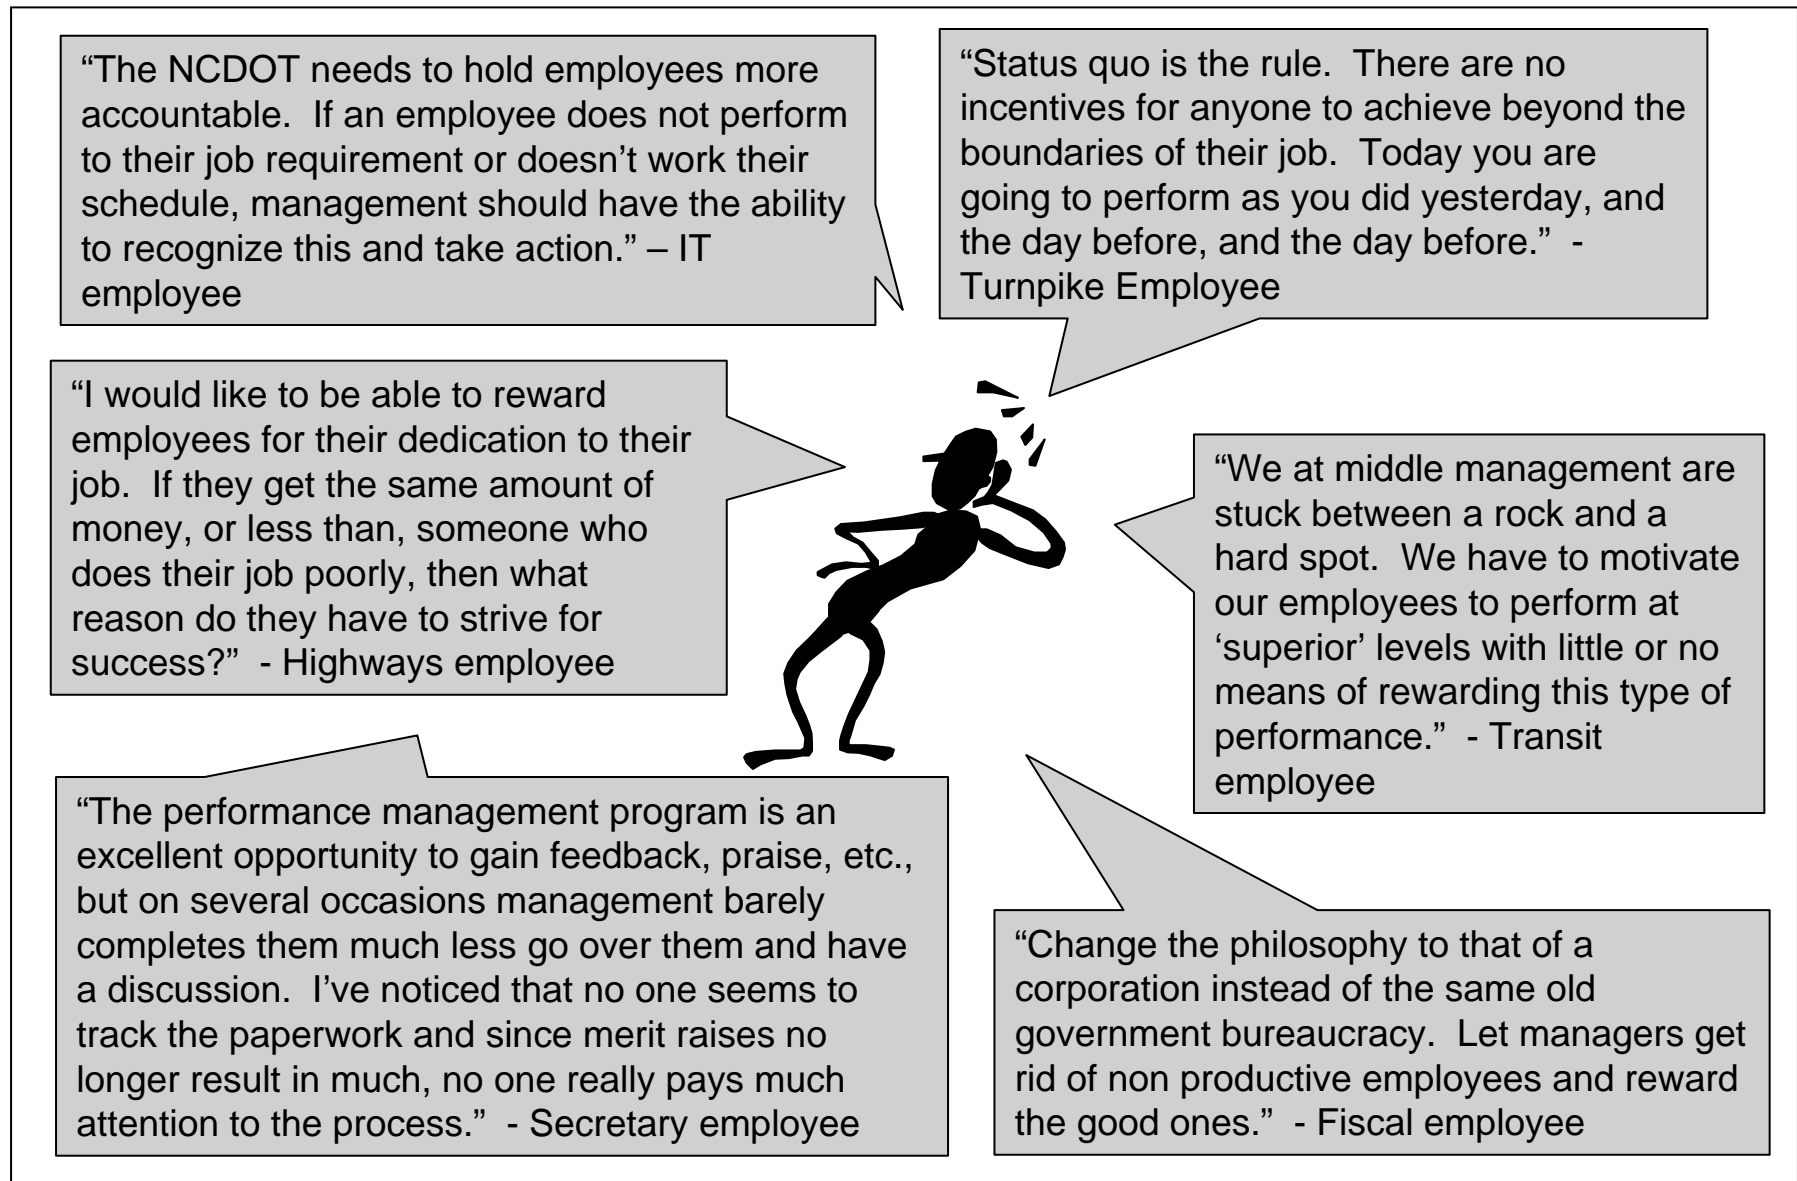 “The NCDOT needs to hold employees more
accountable.  If an employee does not perform
to their job requirement or doesn’t work their
schedule, management should have the ability
to recognize this and take action.” – IT
employee
“Status quo is the rule.  There are no
incentives for anyone to achieve beyond the
boundaries of their job.  Today you are
going to perform as you did yesterday, and
the day before, and the day before.”  -
Turnpike Employee
“I would like to be able to reward
employees for their dedication to their
job.  If they get the same amount of
money, or less than, someone who
does their job poorly, then what
reason do they have to strive for
success?”  - Highways employee
“We at middle management are
stuck between a rock and a
hard spot.  We have to motivate
our employees to perform at
‘superior’ levels with little or no
means of rewarding this type of
performance.”  - Transit
employee
“The performance management program is an
excellent opportunity to gain feedback, praise, etc.,
but on several occasions management barely
completes them much less go over them and have
a discussion.  I’ve noticed that no one seems to
track the paperwork and since merit raises no
longer result in much, no one really pays much
attention to the process.”  - Secretary employee
“Change the philosophy to that of a
corporation instead of the same old
government bureaucracy.  Let managers get
rid of non productive employees and reward
the good ones.”  - Fiscal employee